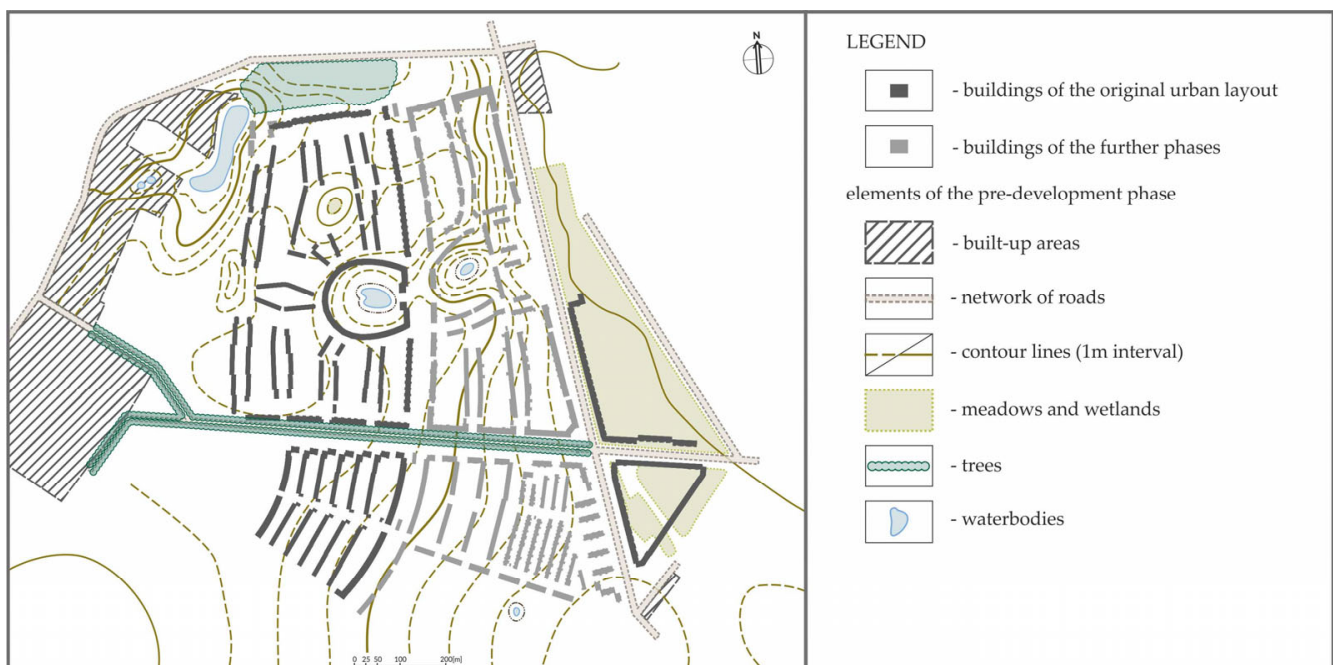 N
0 25 50 100 200[m]
LEGEND
- buildings of the original urban layout
- buildings of the further phases
elements of the pre-development phase
- built-up areas
- network of roads
- contour lines (1m interval)
- meadows and wetlands
- trees
- waterbodies